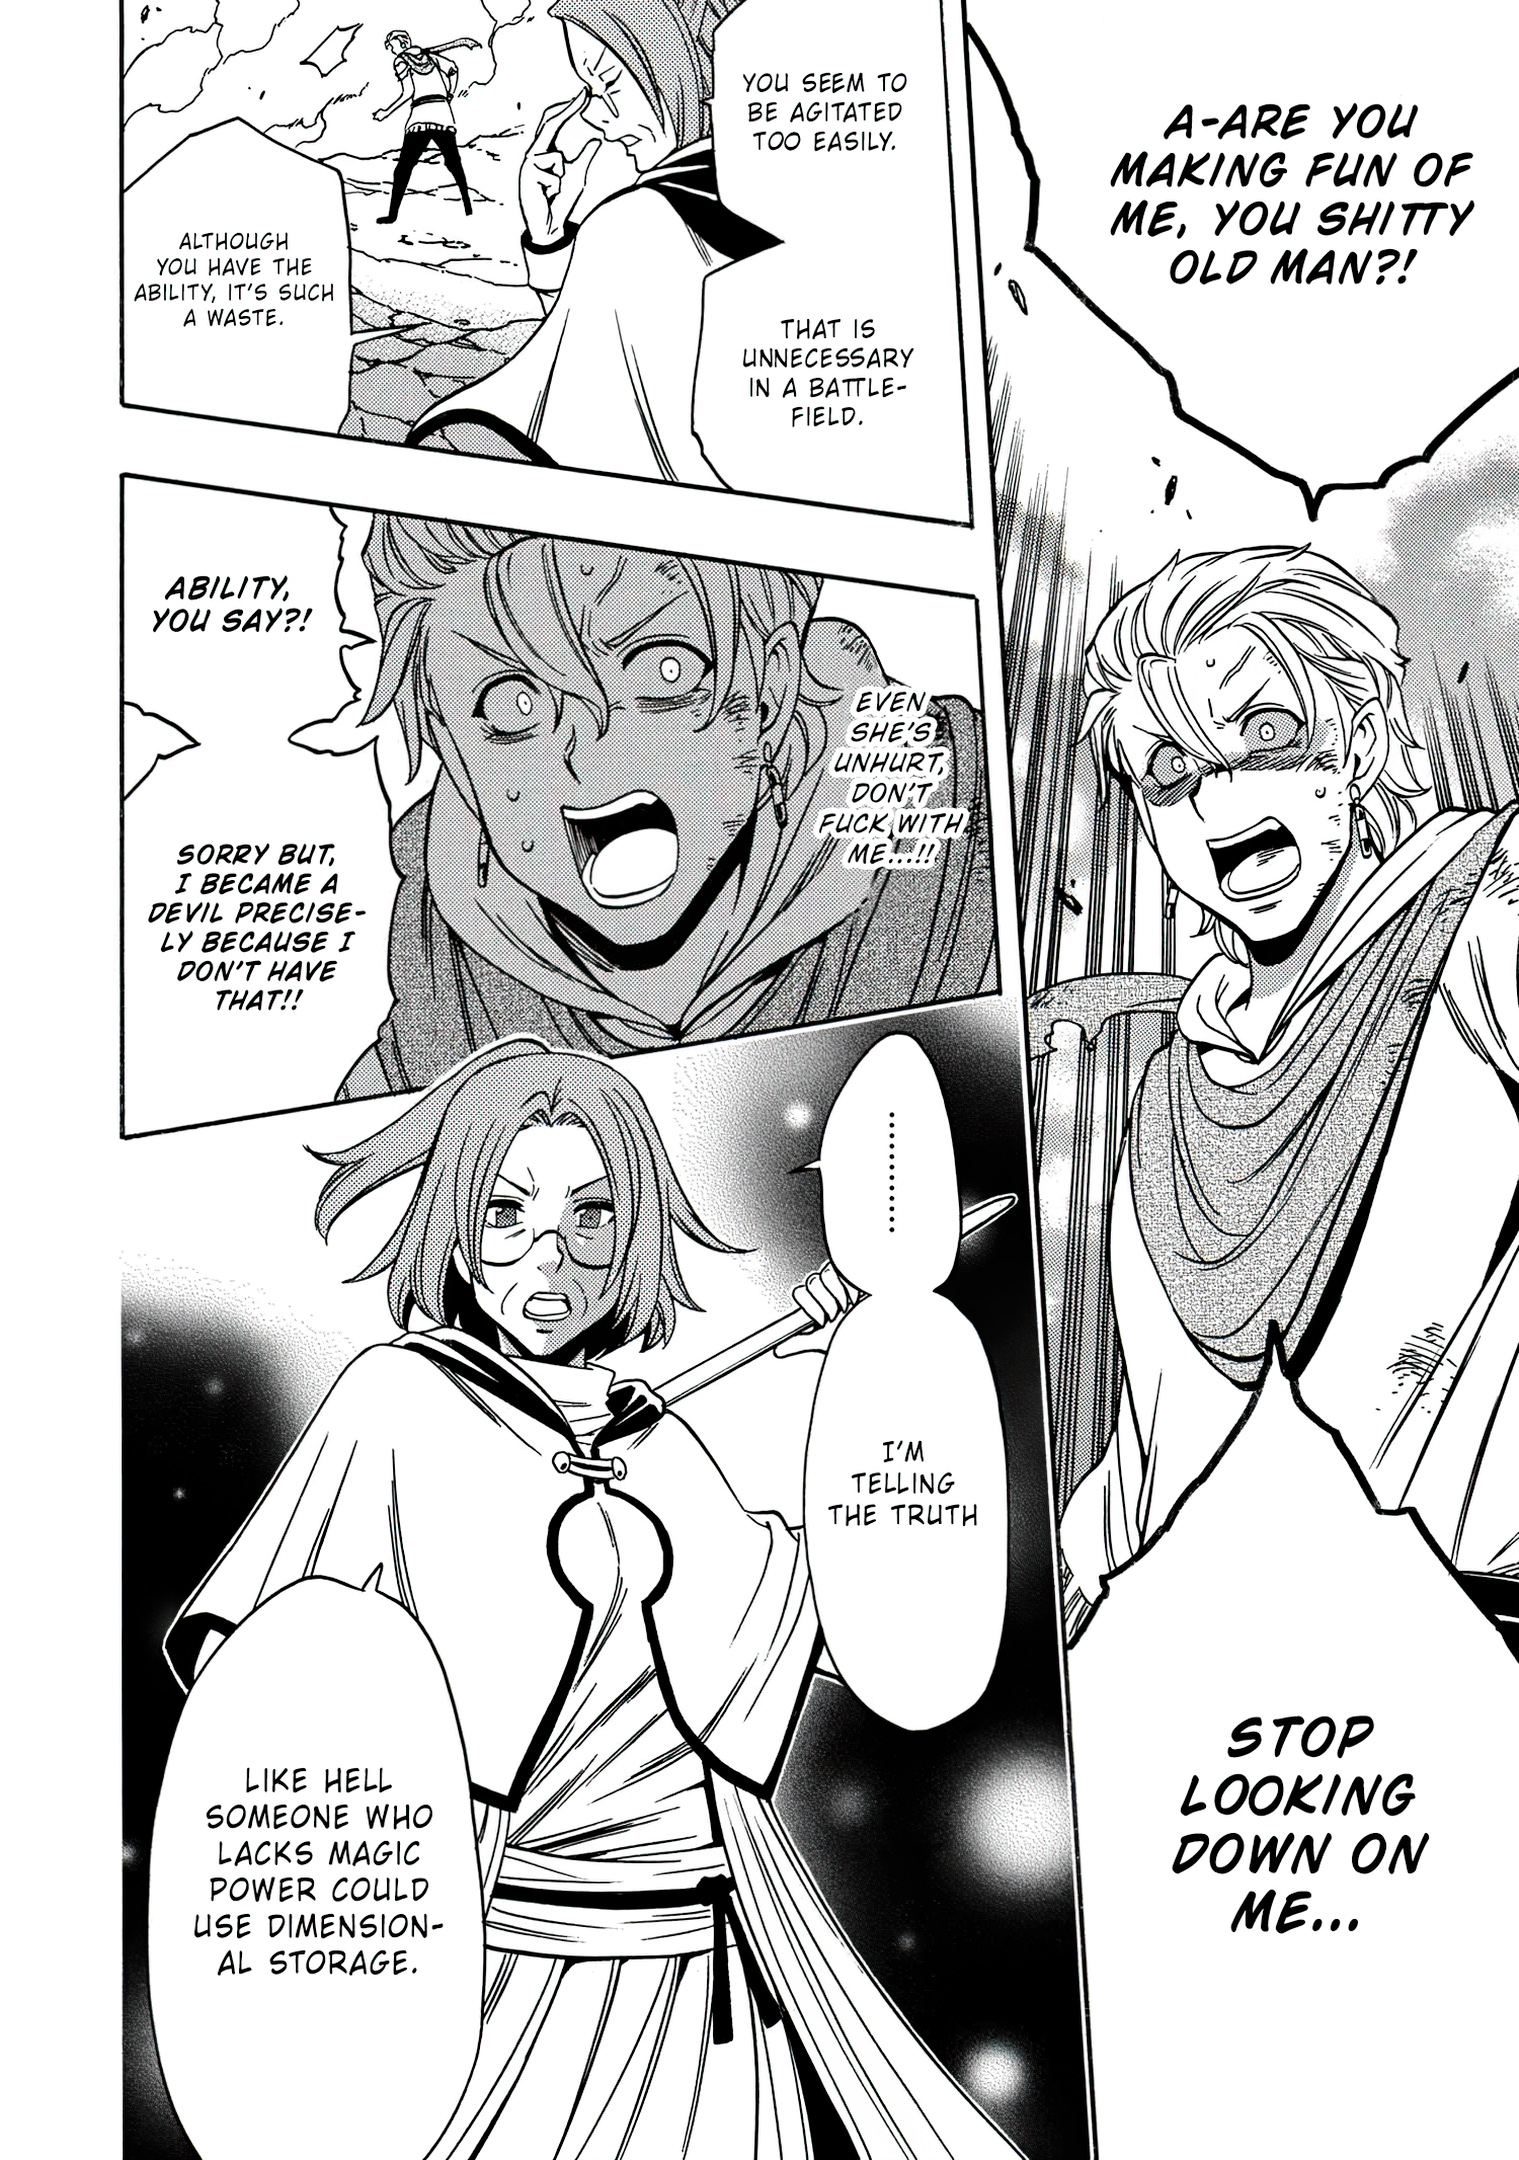 A-ARE YOU
MAKING FUN OF
ME, YOU SHITTY
OLD MAN?!
STOP
LOOKING
DOWN ON
ME...
YOU SEEM TO
BE AGITATED
TOO EASILY.
THAT IS
UNNECESSARY
IN A BATTLE-
FIELD.
ALTHOUGH
YOU HAVE THE
ABILITY, IT'S SUCH
A WASTE.
EVEN
SHE'S
UNHURT,
DON'T
FUCK WITH
ME...!!
ABILITY,
YOU SAY?!
SORRY BUT,
I BECAME A
DEVIL PRECISE-
LY BECAUSE I
DON'T HAVE
THAT!!
..........
I'M
TELLING
THE TRUTH
LIKE HELL
SOMEONE WHO
LACKS MAGIC
POWER COULD
USE DIMENSION-
AL STORAGE.